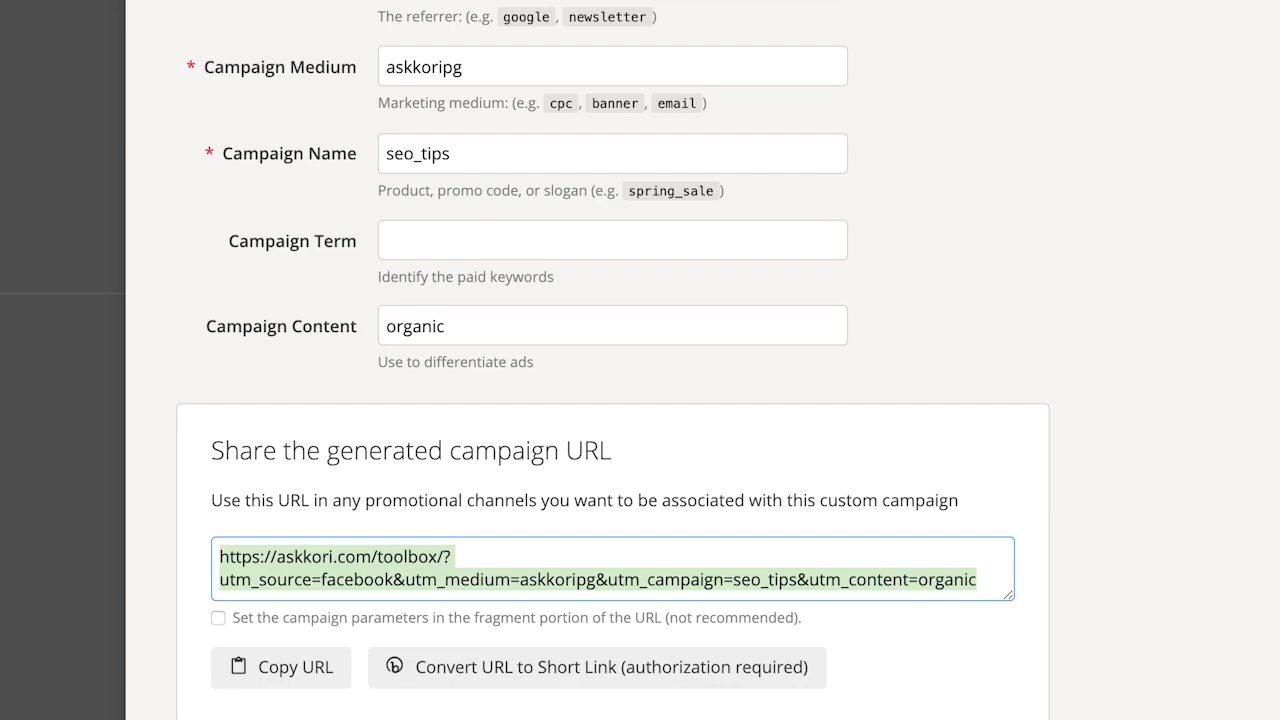 The referrer: (e.g. google , newsletter )
* Campaign Medium askkoripg
Marketing medium: (e.g. cpc , banner , email )
* Campaign Name seo_tips
Product, promo code, or slogan (e.g. spring_sale )
Campaign Term
Identify the paid keywords
Campaign Content organic
Use to differentiate ads
Share the generated campaign URL
Use this URL in any promotional channels you want to be associated with this custom campaign
https://askkori.com/toolbox/?
utm_source=facebook&utm_medium=askkoripg&utm_campaign=seo_tips&utm_content=organic
Set the campaign parameters in the fragment portion of the URL (not recommended).
Copy URL Convert URL to Short Link (authorization required)